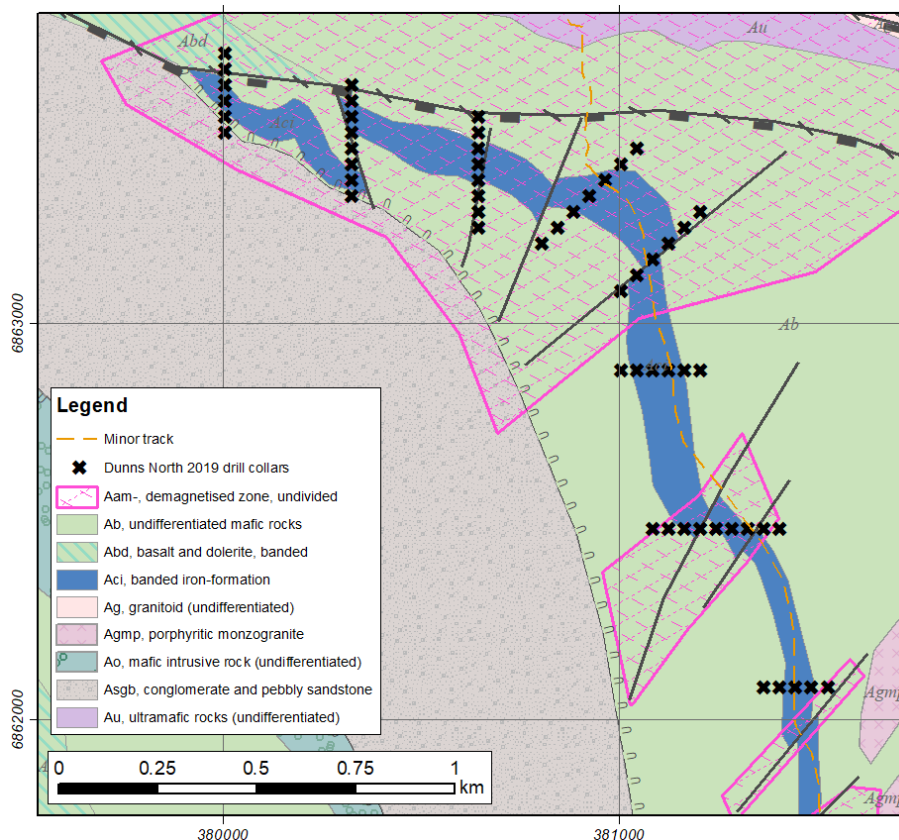 Abd
Au
Aci
Ab
6863000
Legend
Minor track
Dunns North 2019 drill collars
Aam-, demagnetised zone, undivided
Ab, undifferentiated mafic rocks
Abd, basalt and dolerite, banded
Aci, banded iron-formation
Ag, granitoid (undifferentiated)
Agmp, porphyritic monzogranite
Ao, mafic intrusive rock (undifferentiated)
Asgb, conglomerate and pebbly sandstone
Au, ultramafic rocks (undifferentiated)
Agmp
6862000
0 0.25 0.5 0.75 1
km
Agmp
380000 381000